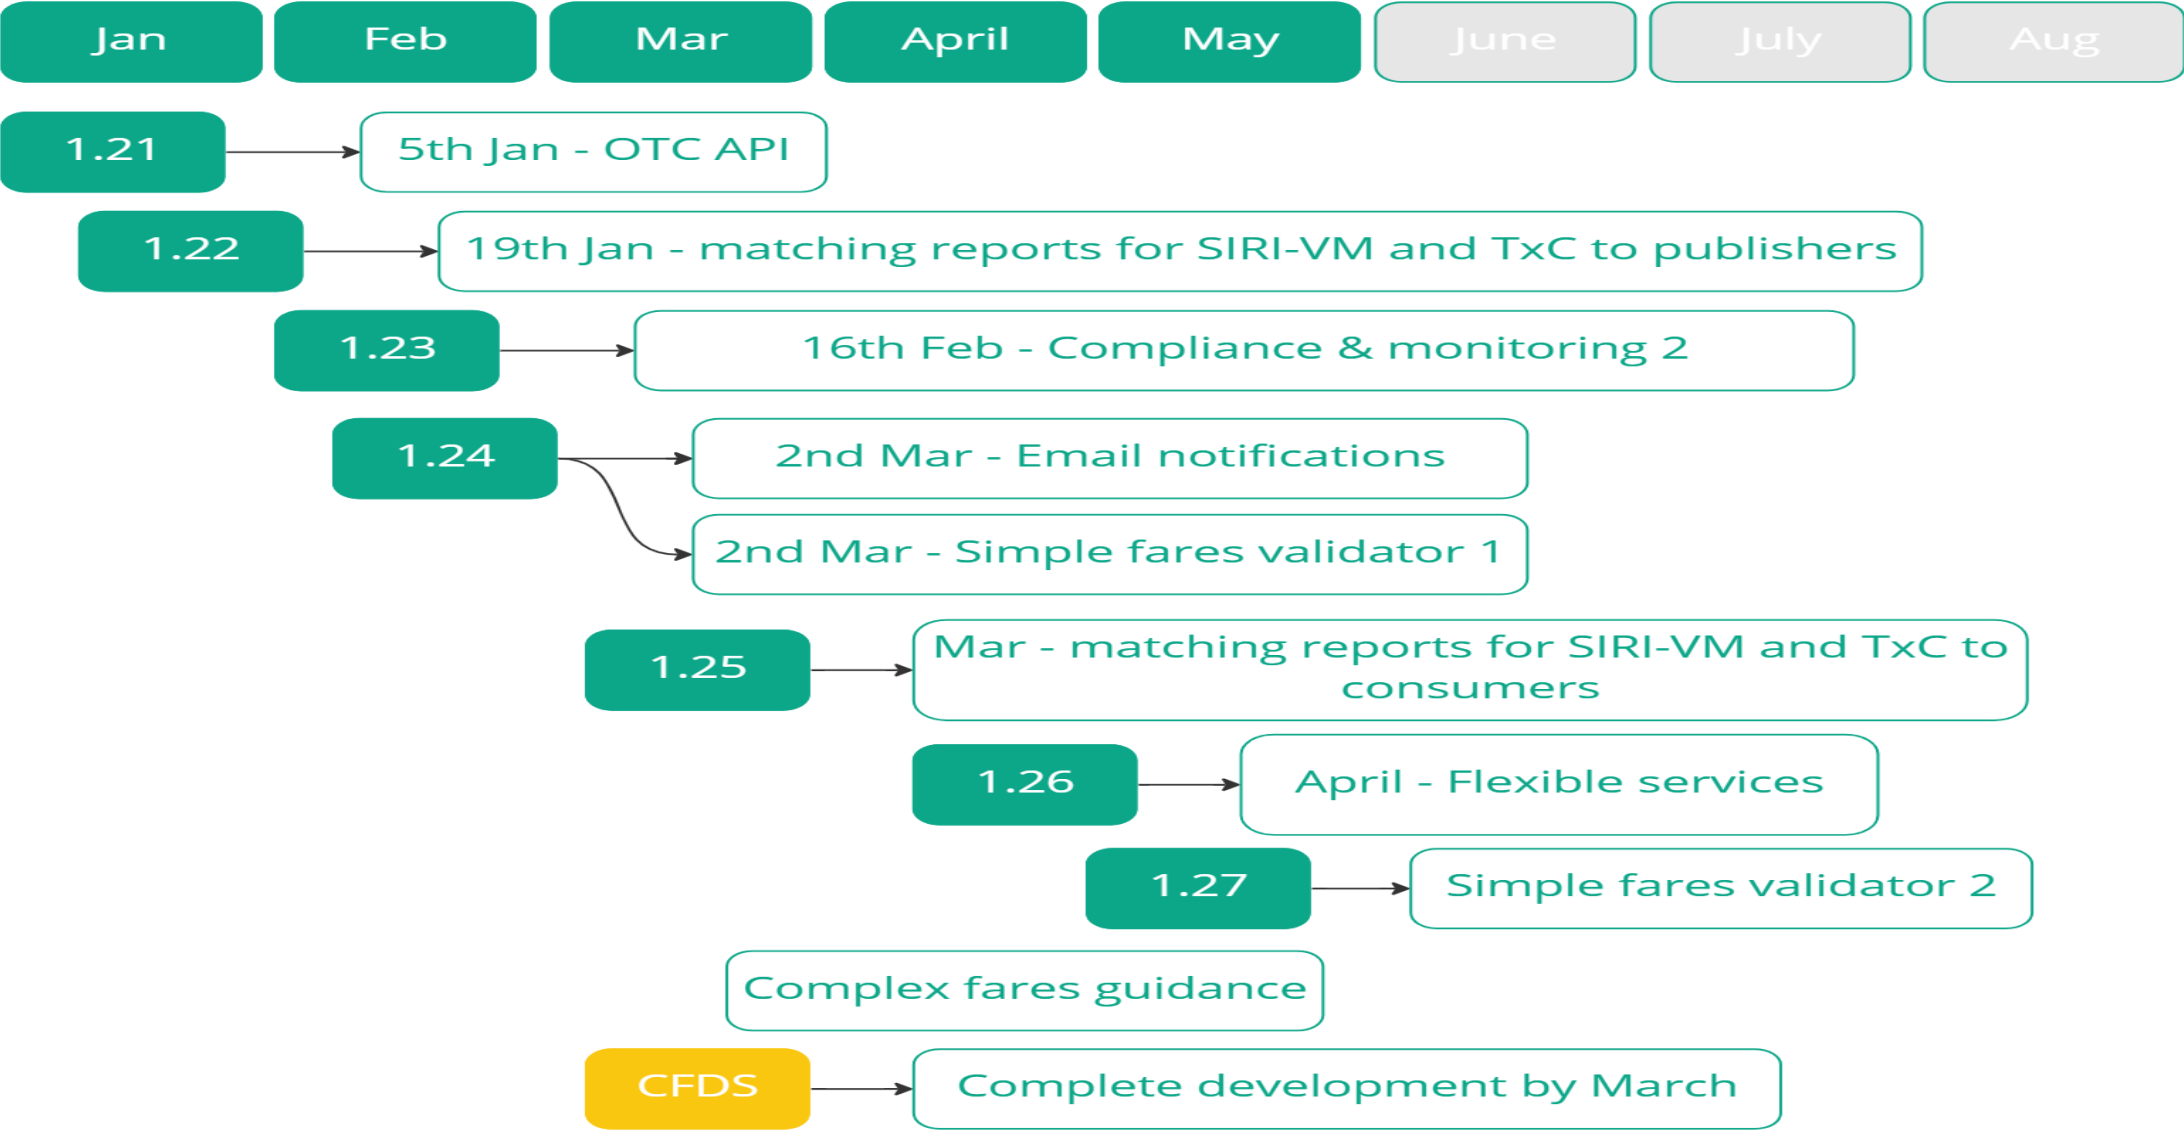 Jan
Feb
Mar
April
May
June
July
Aug
1.21
5th Jan - OTC API
1.22
19th Jan - matching reports for SIRI-VM and TxC to publishers
1.23
16th Feb - Compliance & monitoring 2
1.24
2nd Mar - Email notifications
2nd Mar - Simple fares validator 1
1.25
Mar - matching reports for SIRI-VM and TxC to
consumers
1.26
April - Flexible services
1.27
Simple fares validator 2
Complex fares guidance
CFDS
Complete development by March